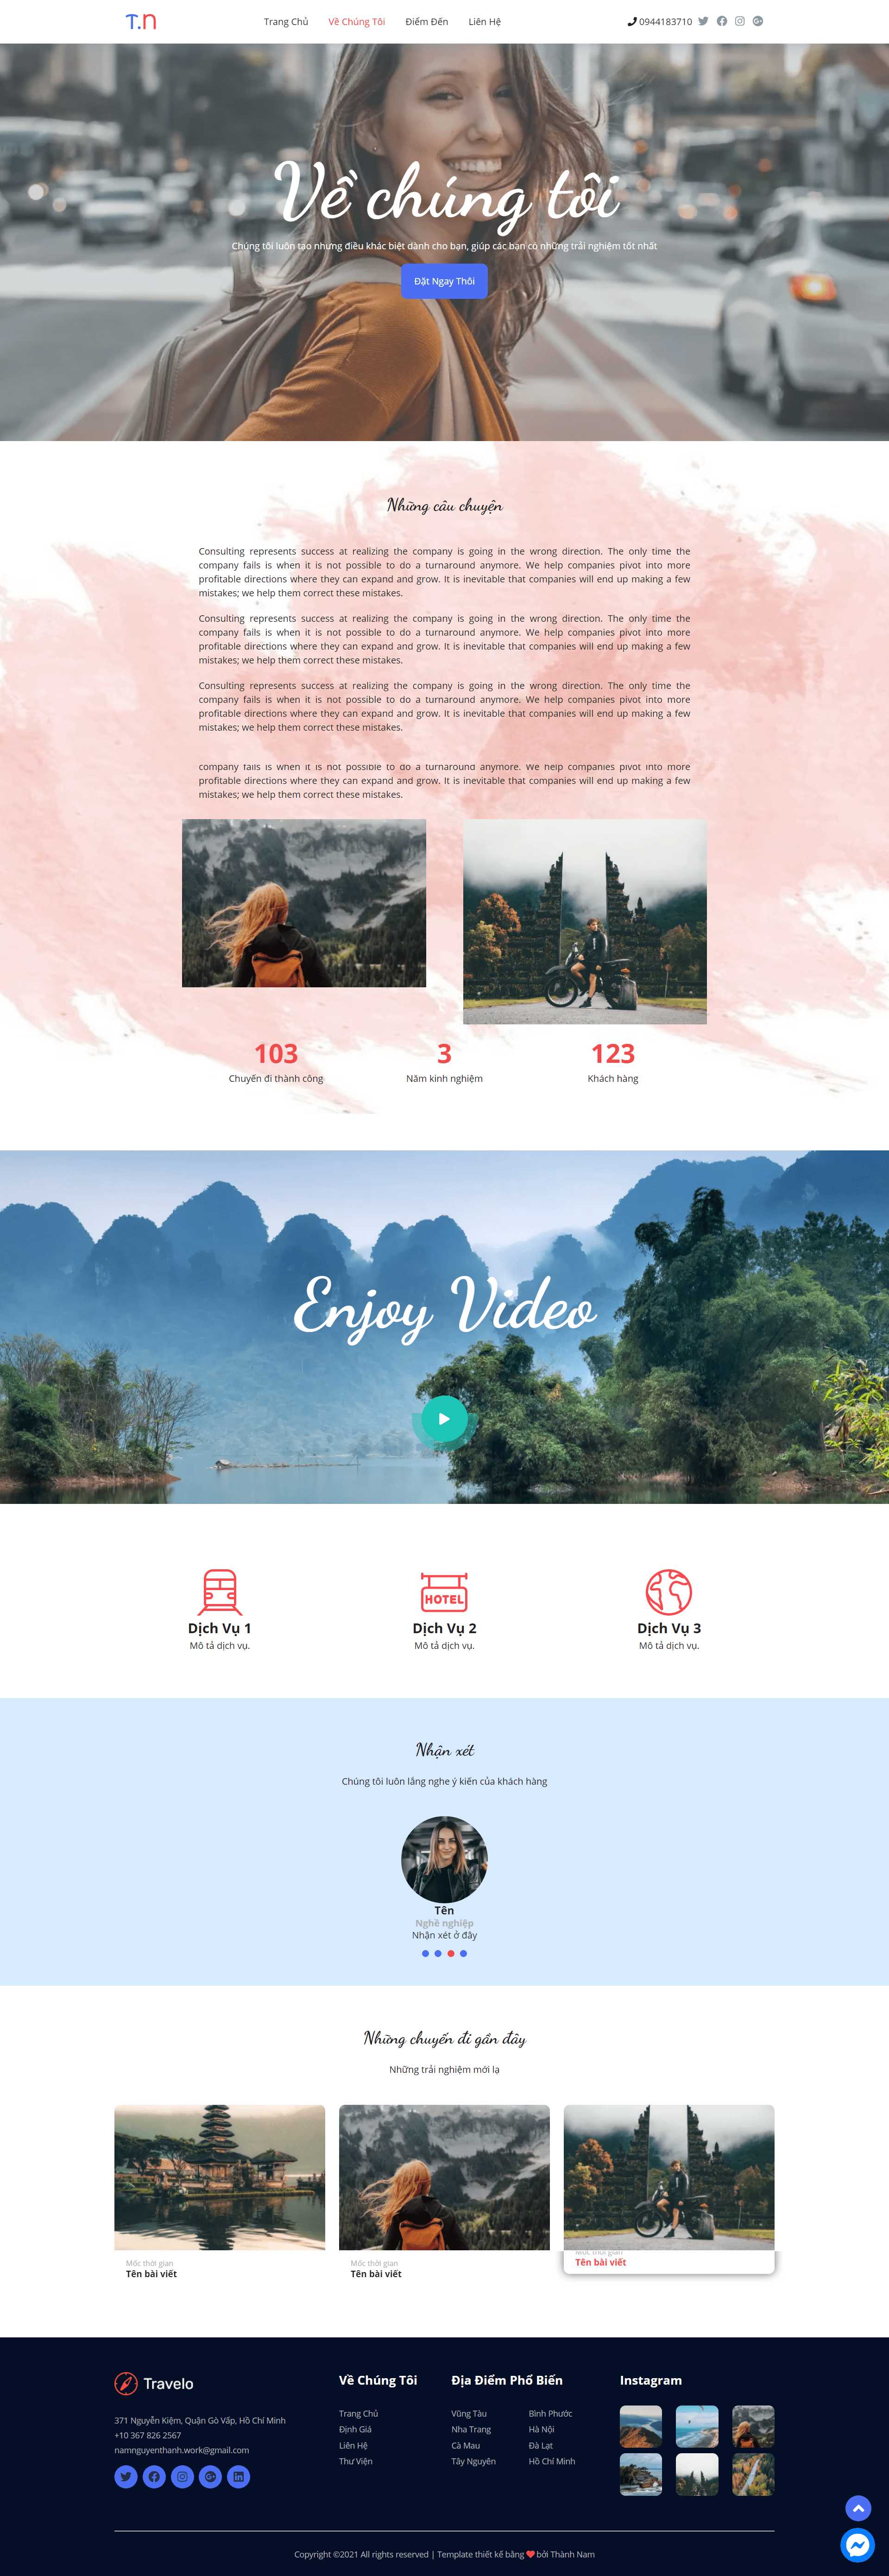 T.n
Trang Chủ Về Chúng Tôi Điểm Đến Liên Hệ 0944183710
Về chúng tôi
Chúng tôi luôn tạo nhưng điều khác biệt dành cho bạn, giúp các bạn có những trải nghiệm tốt nhất
Đặt Ngay Thôi
Những câu chuyện
Consulting represents success at realizing the company is going in the wrong direction. The only time the
company fails is when it is not possible to do a turnaround anymore. We help companies pivot into more
profitable directions where they can expand and grow. It is inevitable that companies will end up making a few
mistakes; we help them correct these mistakes.
Consulting represents success at realizing the company is going in the wrong direction. The only time the
company fails is when it is not possible to do a turnaround anymore. We help companies pivot into more
profitable directions where they can expand and grow. It is inevitable that companies will end up making a few
mistakes; we help them correct these mistakes.
Consulting represents success at realizing the company is going in the wrong direction. The only time the
company fails is when it is not possible to do a turnaround anymore. We help companies pivot into more
profitable directions where they can expand and grow. It is inevitable that companies will end up making a few
mistakes; we help them correct these mistakes.
company fails is when it is not possible to do a turnaround anymore. We help companies pivot into more
profitable directions where they can expand and grow. It is inevitable that companies will end up making a few
mistakes; we help them correct these mistakes.
103 3 123
Chuyến đi thành công Năm kinh nghiệm Khách hàng
Enjoy Video
HOTEL
Dịch Vụ 1 Dịch Vụ 2 Dịch Vụ 3
Mô tả dịch vụ. Mô tả dịch vụ. Mô tả dịch vụ.
Nhận xét
Chúng tôi luôn lắng nghe ý kiến của khách hàng
Tên
Nghề nghiệp
Nhận xét ở đây
Những chuyến đi gần đây
Những trải nghiệm mới lạ
Mốc thời gian Mốc thời gian Mốc thời gian
Tên bài viết Tên bài viết Tên bài viết
Travelo
371 Nguyễn Kiệm, Quận Gò Vấp, Hồ Chí Minh
+10 367 826 2567
namnguyenthanh.work@gmail.com
Về Chúng Tôi
Trang Chủ
Định Giá
Liên Hệ
Thư Viện
Địa Điểm Phổ Biến
Vũng Tàu Bình Phước
Nha Trang Hà Nội
Cà Mau Đà Lạt
Tây Nguyên Hồ Chí Minh
Instagram
Copyright ©2021 All rights reserved | Template thiết kế bằng ❤ bởi Thành Nam